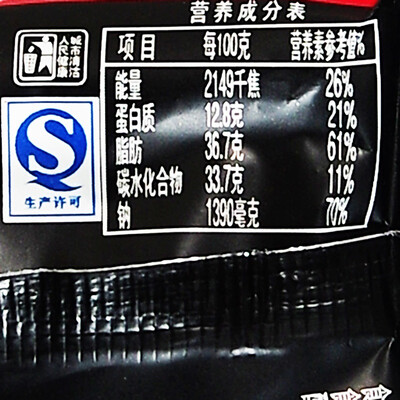 营养成分表
项目 每100克 营养素参考值%
能量 2149千焦 26%
蛋白质 12.8克 21%
脂肪 36.7克 61%
碳水化合物 33.7克 11%
钠 1390毫克 70%
城市清洁
人民健康
生产许可